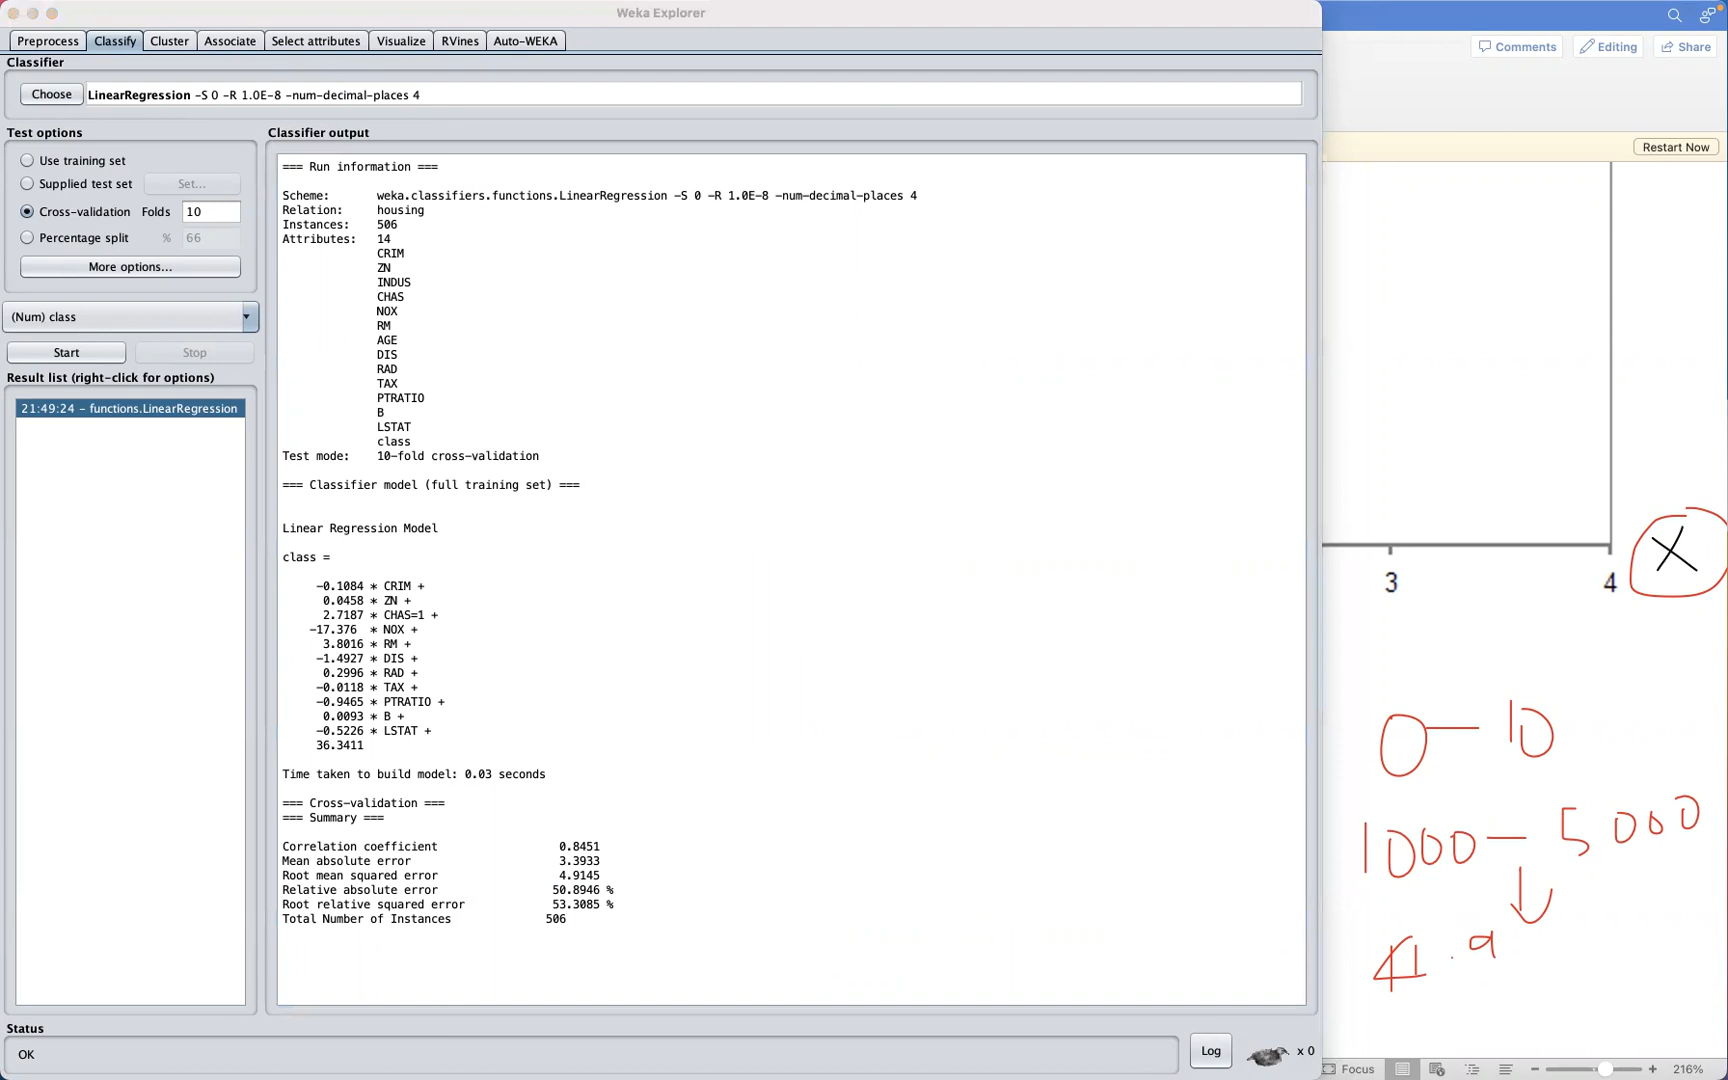 Weka Explorer
Preprocess Classify Cluster Associate Select attributes Visualize RVines Auto-WEKA
Classifier
Choose LinearRegression -S 0 -R 1.0E-8 -num-decimal-places 4
Test options
Use training set
Supplied test set Set...
Cross-validation Folds 10
Percentage split % 66
More options...
(Num) class
Start Stop
Result list (right-click for options)
21:49:24 - functions.LinearRegression
Classifier output
=== Run information ===
Scheme: weka.classifiers.functions.LinearRegression -S 0 -R 1.0E-8 -num-decimal-places 4
Relation: housing
Instances: 506
Attributes: 14
CRIM
ZN
INDUS
CHAS
NOX
RM
AGE
DIS
RAD
TAX
PTRATIO
B
LSTAT
class
Test mode: 10-fold cross-validation
=== Classifier model (full training set) ===
Linear Regression Model
class =
-0.1084 * CRIM +
0.0458 * ZN +
2.7187 * CHAS=1 +
-17.376 * NOX +
3.8016 * RM +
-1.4927 * DIS +
0.2996 * RAD +
-0.0118 * TAX +
-0.9465 * PTRATIO +
0.0093 * B +
-0.5226 * LSTAT +
36.3411
Time taken to build model: 0.03 seconds
=== Cross-validation ===
=== Summary ===
Correlation coefficient 0.8451
Mean absolute error 3.3933
Root mean squared error 4.9145
Relative absolute error 50.8946 %
Root relative squared error 53.3085 %
Total Number of Instances 506
Status
OK
Log x 0
Comments Editing Share
Restart Now
3 4 X
0 — 10
1000 — 5000
Focus 216%